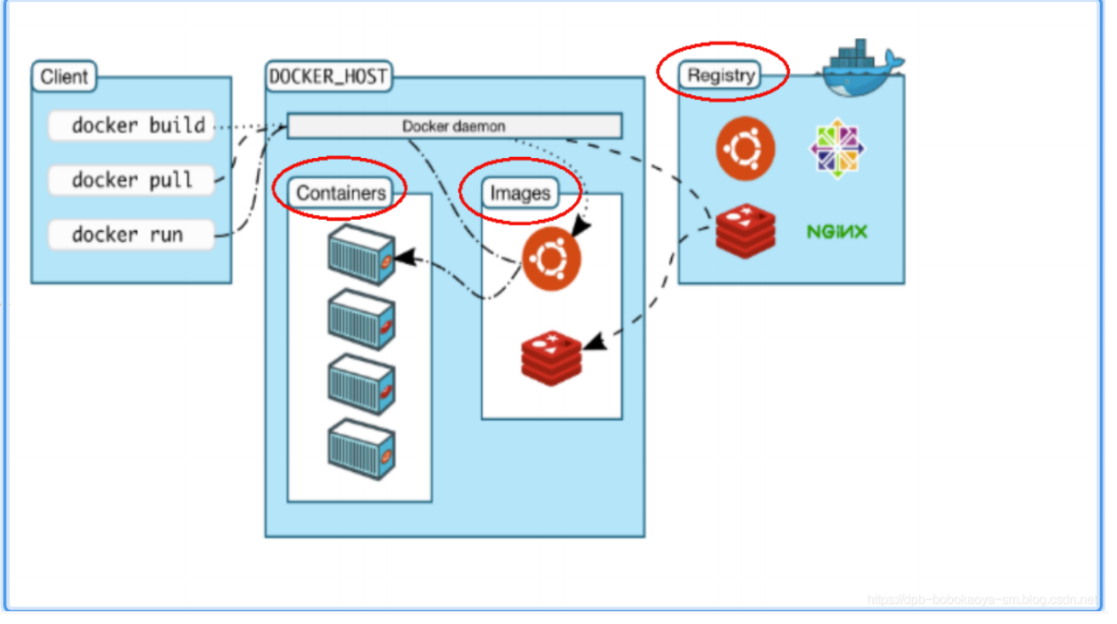 Client
docker build
docker pull
docker run
DOCKER_HOST
Docker daemon
Containers
Images
Registry
NGINX
https://dpb-bobokaoya-sm.blog.csdn.net